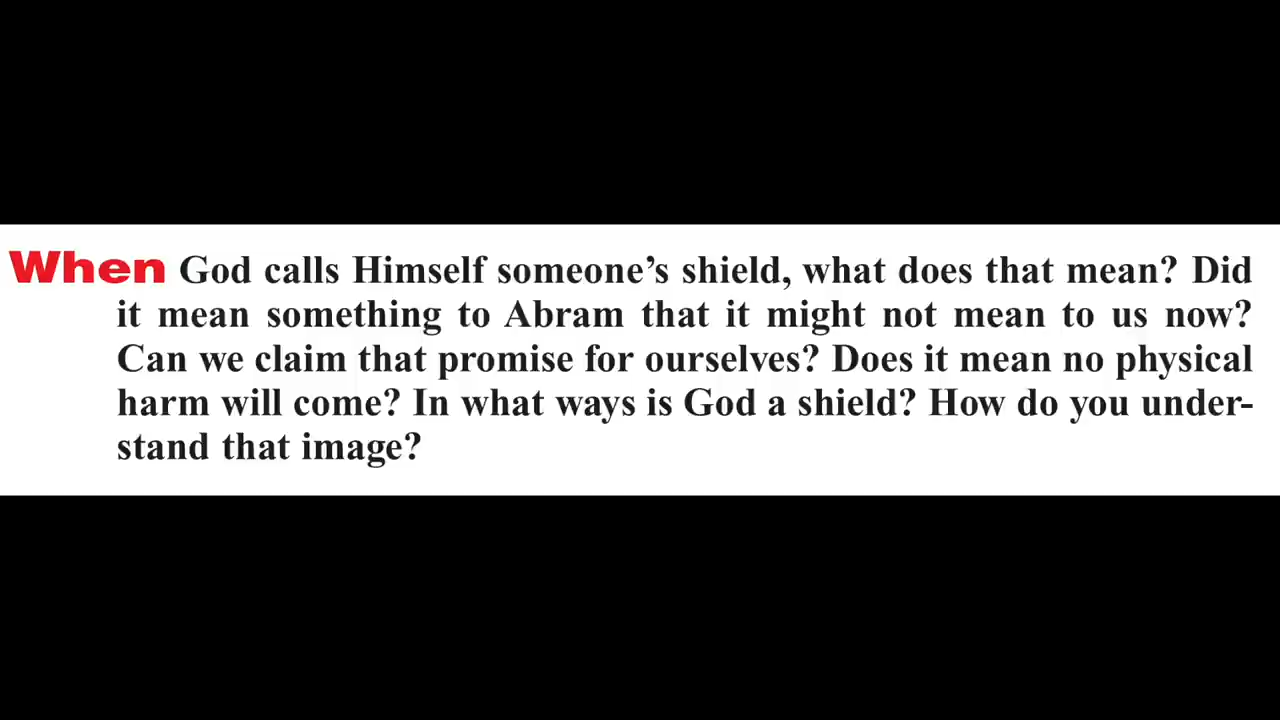 When God calls Himself someone’s shield, what does that mean? Did
it mean something to Abram that it might not mean to us now?
Can we claim that promise for ourselves? Does it mean no physical
harm will come? In what ways is God a shield? How do you under-
stand that image?